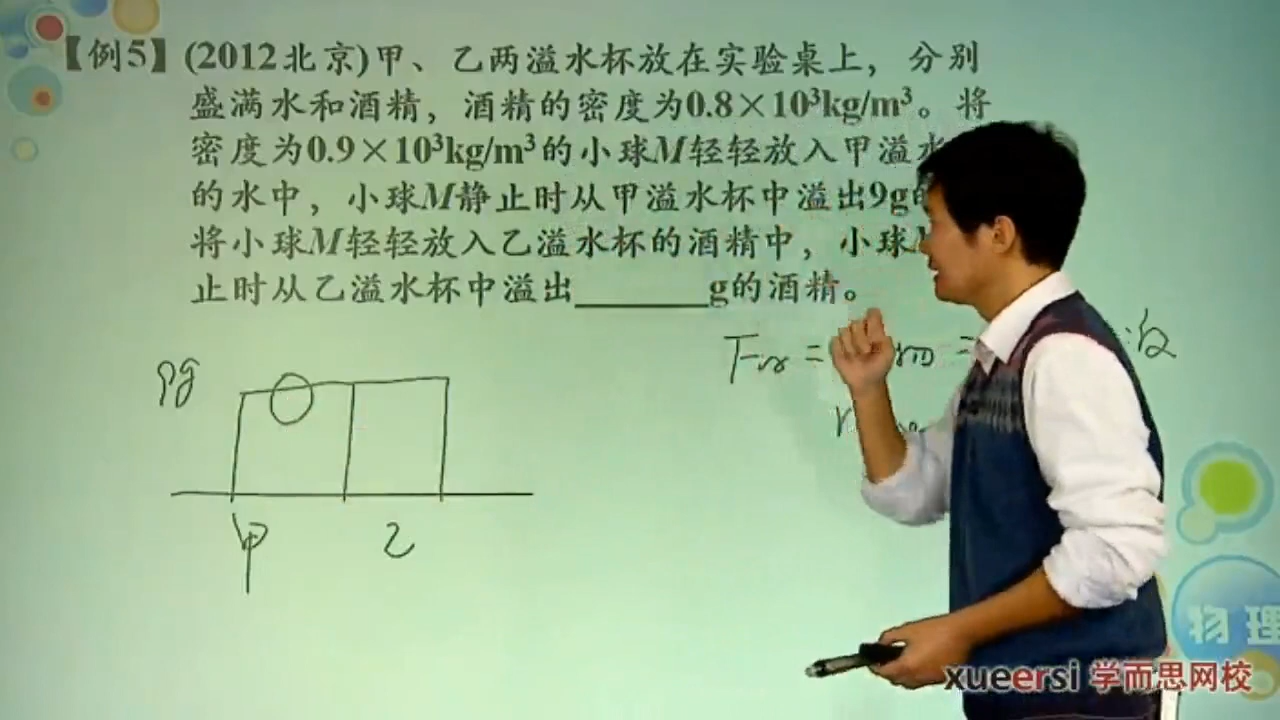 【例5】(2012北京)甲、乙两溢水杯放在实验桌上，分别
盛满水和酒精，酒精的密度为0.8×10³kg/m³。将
密度为0.9×10³kg/m³的小球M轻轻放入甲溢水
的水中，小球M静止时从甲溢水杯中溢出9g的
将小球M轻轻放入乙溢水杯的酒精中，小球
止时从乙溢水杯中溢出________g的酒精。
9g
甲 乙
F浮 =
=
液
物理
xueersi 学而思网校